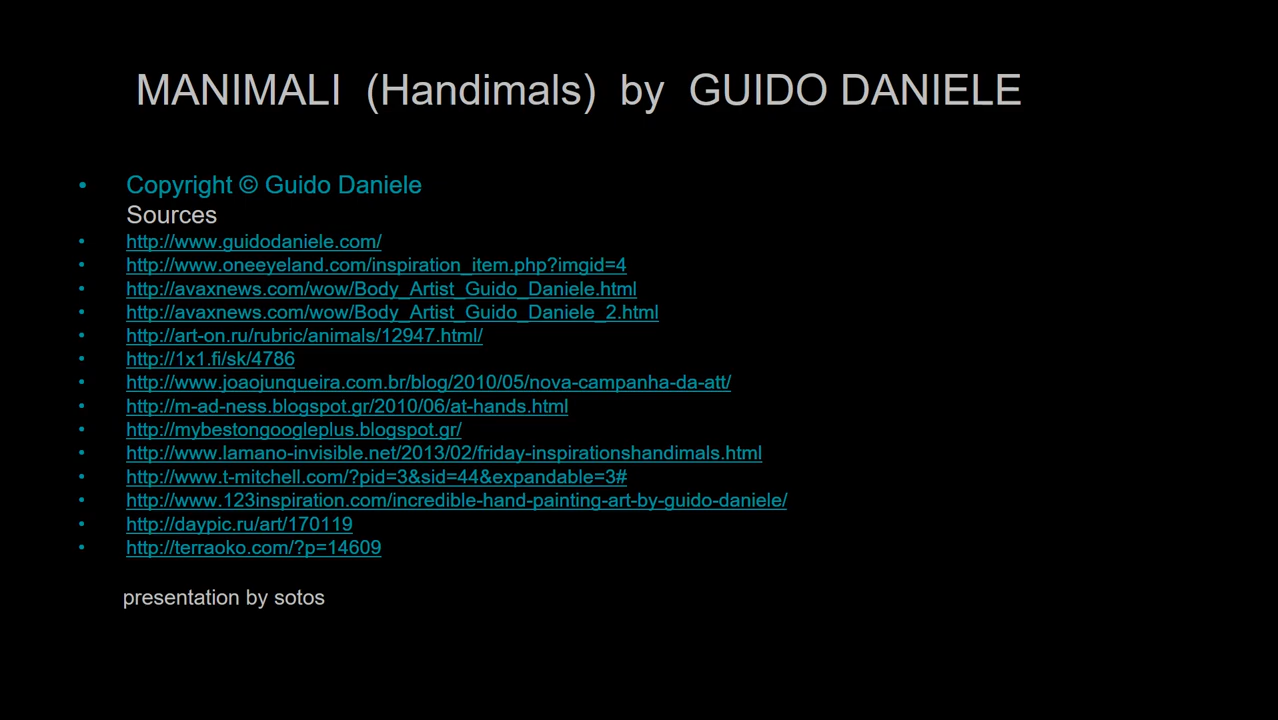 MANIMALI (Handimals) by GUIDO DANIELE
• Copyright © Guido Daniele
Sources
• http://www.guidodaniele.com/
• http://www.oneeyeland.com/inspiration_item.php?imgid=4
• http://avaxnews.com/wow/Body_Artist_Guido_Daniele.html
• http://avaxnews.com/wow/Body_Artist_Guido_Daniele_2.html
• http://art-on.ru/rubric/animals/12947.html/
• http://1x1.fi/sk/4786
• http://www.joaojunqueira.com.br/blog/2010/05/nova-campanha-da-att/
• http://m-ad-ness.blogspot.gr/2010/06/at-hands.html
• http://mybestongoogleplus.blogspot.gr/
• http://www.lamano-invisible.net/2013/02/friday-inspirationshandimals.html
• http://www.t-mitchell.com/?pid=3&sid=44&expandable=3#
• http://www.123inspiration.com/incredible-hand-painting-art-by-guido-daniele/
• http://daypic.ru/art/170119
• http://terraoko.com/?p=14609
presentation by sotos